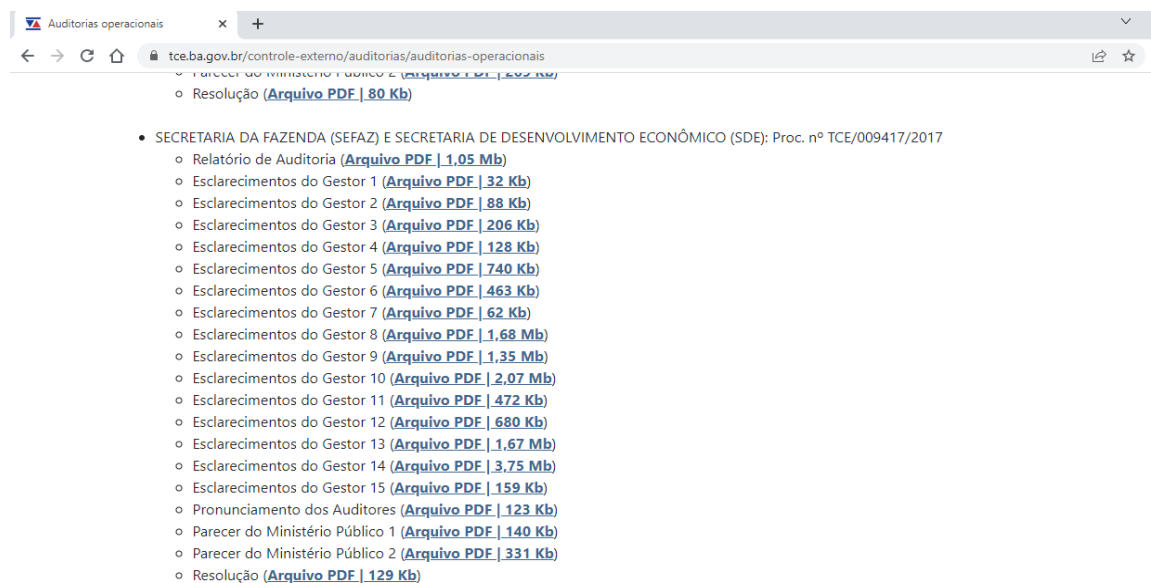 Auditorias operacionais
tce.ba.gov.br/controle-externo/auditorias/auditorias-operacionais
Parecer do Ministério Público 2 (Arquivo PDF | 209 Kb)
Resolução (Arquivo PDF | 80 Kb)
SECRETARIA DA FAZENDA (SEFAZ) E SECRETARIA DE DESENVOLVIMENTO ECONÔMICO (SDE): Proc. nº TCE/009417/2017
Relatório de Auditoria (Arquivo PDF | 1,05 Mb)
Esclarecimentos do Gestor 1 (Arquivo PDF | 32 Kb)
Esclarecimentos do Gestor 2 (Arquivo PDF | 88 Kb)
Esclarecimentos do Gestor 3 (Arquivo PDF | 206 Kb)
Esclarecimentos do Gestor 4 (Arquivo PDF | 128 Kb)
Esclarecimentos do Gestor 5 (Arquivo PDF | 740 Kb)
Esclarecimentos do Gestor 6 (Arquivo PDF | 463 Kb)
Esclarecimentos do Gestor 7 (Arquivo PDF | 62 Kb)
Esclarecimentos do Gestor 8 (Arquivo PDF | 1,68 Mb)
Esclarecimentos do Gestor 9 (Arquivo PDF | 1,35 Mb)
Esclarecimentos do Gestor 10 (Arquivo PDF | 2,07 Mb)
Esclarecimentos do Gestor 11 (Arquivo PDF | 472 Kb)
Esclarecimentos do Gestor 12 (Arquivo PDF | 680 Kb)
Esclarecimentos do Gestor 13 (Arquivo PDF | 1,67 Mb)
Esclarecimentos do Gestor 14 (Arquivo PDF | 3,75 Mb)
Esclarecimentos do Gestor 15 (Arquivo PDF | 159 Kb)
Pronunciamento dos Auditores (Arquivo PDF | 123 Kb)
Parecer do Ministério Público 1 (Arquivo PDF | 140 Kb)
Parecer do Ministério Público 2 (Arquivo PDF | 331 Kb)
Resolução (Arquivo PDF | 129 Kb)